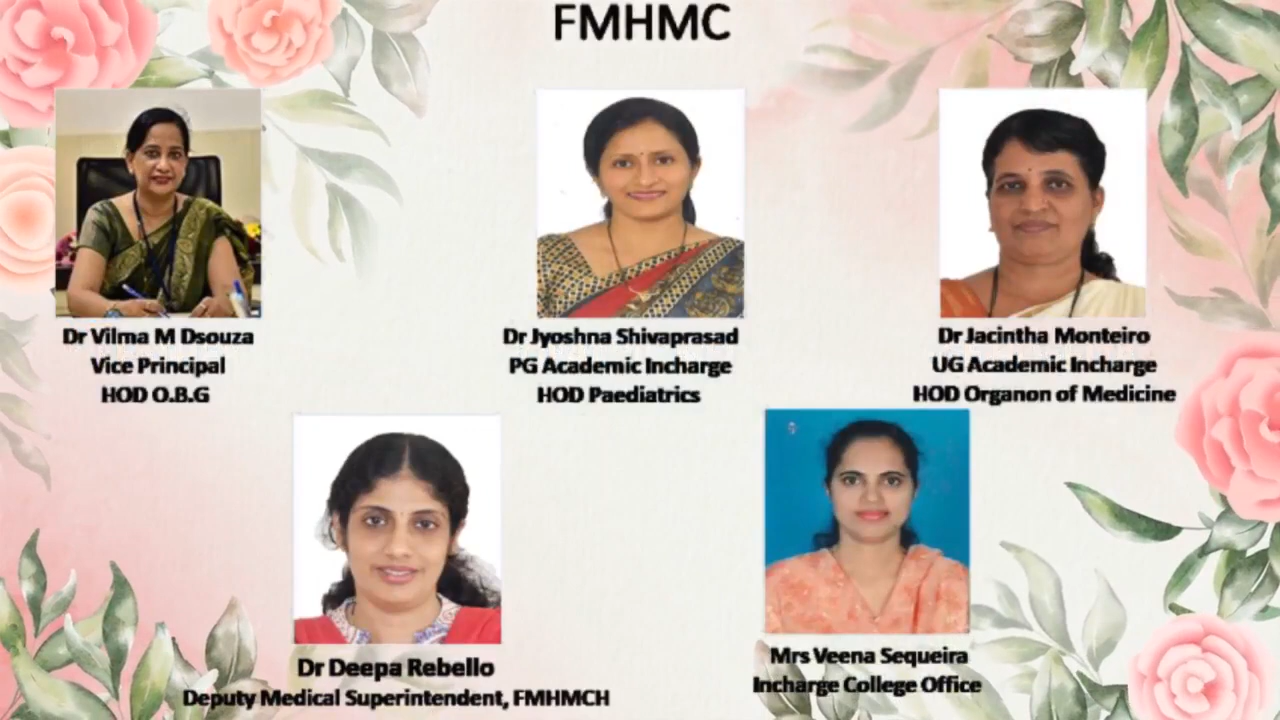 FMHMC
Dr Vilma M Dsouza
Vice Principal
HOD O.B.G
Dr Jyoshna Shivaprasad
PG Academic Incharge
HOD Paediatrics
Dr Jacintha Monteiro
UG Academic Incharge
HOD Organon of Medicine
Dr Deepa Rebello
Deputy Medical Superintendent, FMHMCH
Mrs Veena Sequeira
Incharge College Office